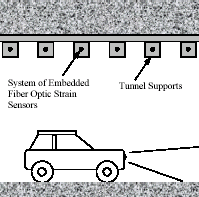 System of Embedded
Fiber Optic Strain
Sensors
Tunnel Supports